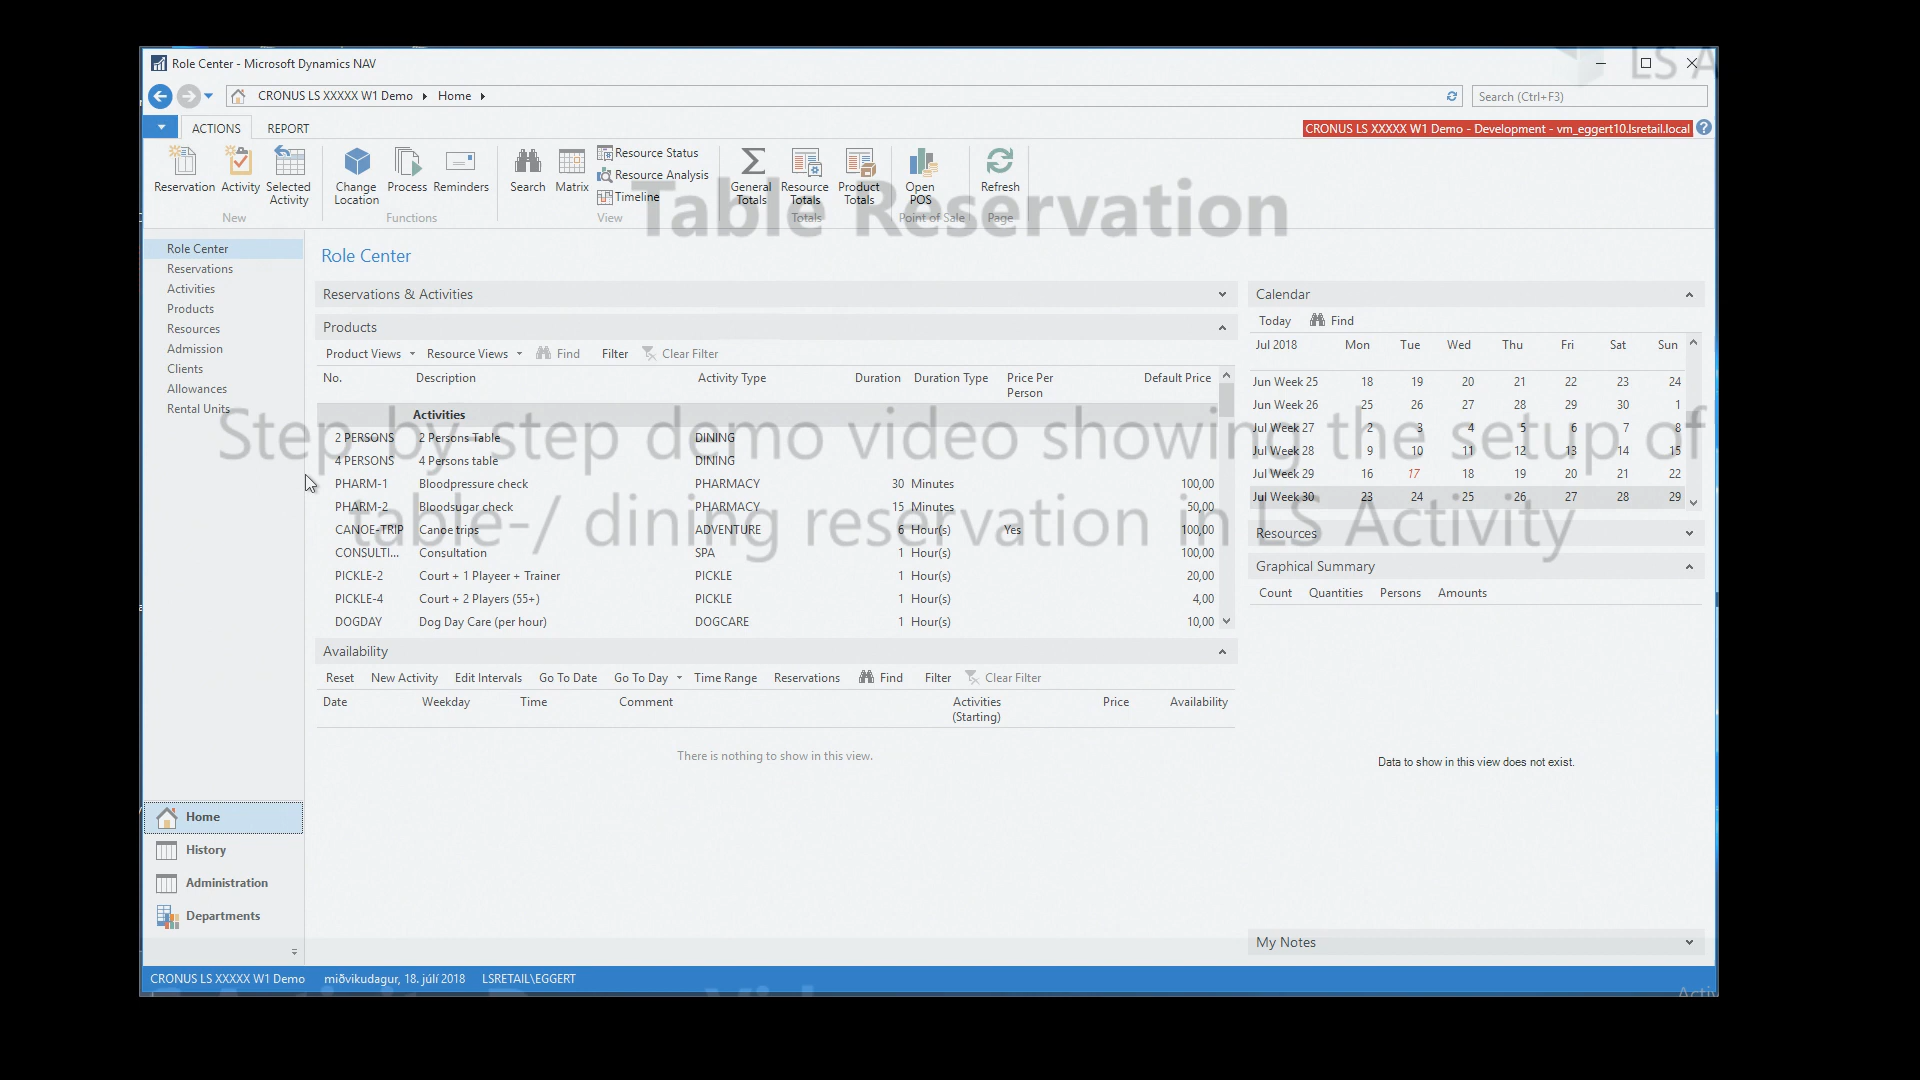 Role Center - Microsoft Dynamics NAV
LS A
CRONUS LS XXXXX W1 Demo Home
Search (Ctrl+F3)
ACTIONS REPORT
CRONUS LS XXXXX W1 Demo - Development - vm_eggert10.lsretail.local
Reservation Activity Selected Activity
New
Change Location Process Reminders
Functions
Search Matrix Resource Status
Resource Analysis
Timeline
View
General Totals Resource Totals Product Totals
Totals
Open POS
Point of Sale
Refresh
Page
Table Reservation
Step by step demo video showing the setup of
table-/ dining reservation in LS Activity
Role Center
Reservations
Activities
Products
Resources
Admission
Clients
Allowances
Rental Units
Home
History
Administration
Departments
Role Center
Reservations & Activities
Products
Product Views Resource Views Find Filter Clear Filter
No. Description Activity Type Duration Duration Type Price Per Person Default Price
Activities
2 PERSONS 2 Persons Table DINING
4 PERSONS 4 Persons table DINING
PHARM-1 Bloodpressure check PHARMACY 30 Minutes 100,00
PHARM-2 Bloodsugar check PHARMACY 15 Minutes 50,00
CANOE-TRIP Canoe trips ADVENTURE 6 Hour(s) Yes 100,00
CONSULTI... Consultation SPA 1 Hour(s) 100,00
PICKLE-2 Court + 1 Playeer + Trainer PICKLE 1 Hour(s) 20,00
PICKLE-4 Court + 2 Players (55+) PICKLE 1 Hour(s) 4,00
DOGDAY Dog Day Care (per hour) DOGCARE 1 Hour(s) 10,00
Availability
Reset New Activity Edit Intervals Go To Date Go To Day Time Range Reservations Find Filter Clear Filter
Date Weekday Time Comment Activities (Starting) Price Availability
There is nothing to show in this view.
Calendar
Today Find
Jul 2018 Mon Tue Wed Thu Fri Sat Sun
Jun Week 25 18 19 20 21 22 23 24
Jun Week 26 25 26 27 28 29 30 1
Jul Week 27 2 3 4 5 6 7 8
Jul Week 28 9 10 11 12 13 14 15
Jul Week 29 16 17 18 19 20 21 22
Jul Week 30 23 24 25 26 27 28 29
Resources
Graphical Summary
Count Quantities Persons Amounts
Data to show in this view does not exist.
My Notes
CRONUS LS XXXXX W1 Demo miðvikudagur, 18. júlí 2018 LSRETAIL\EGGERT